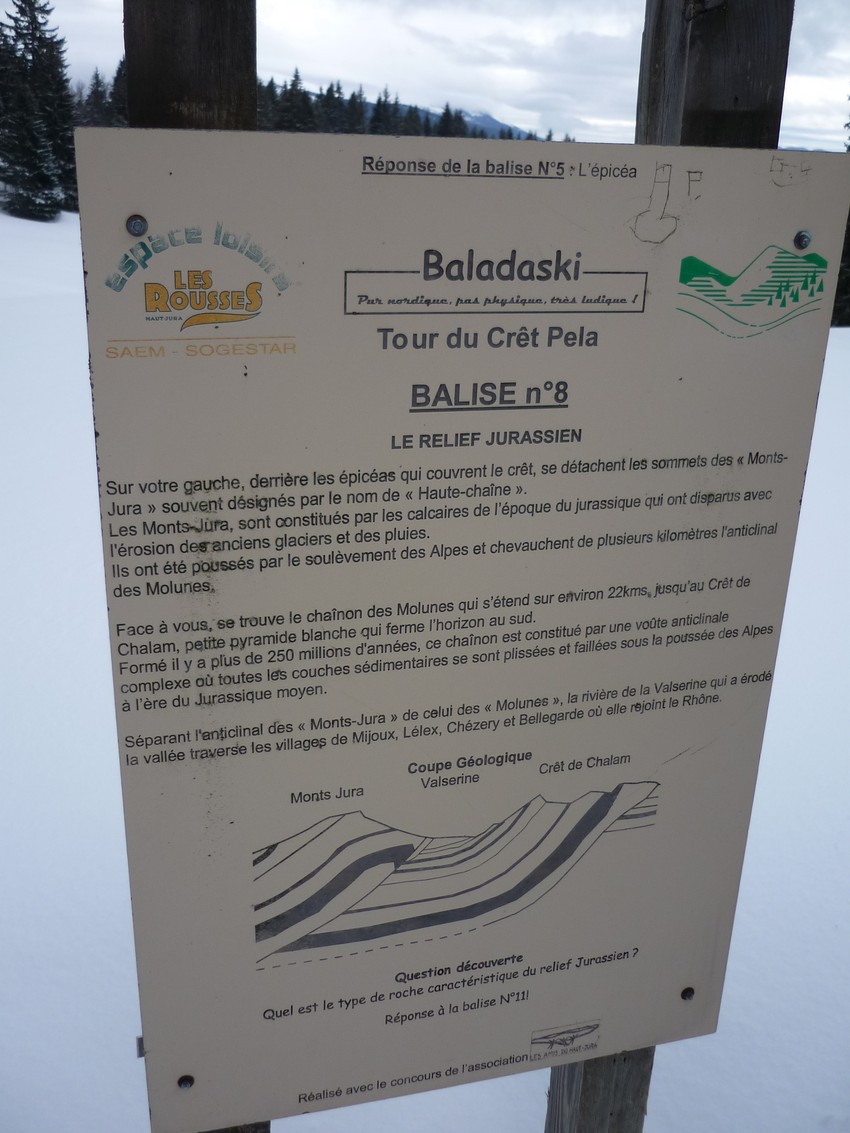 Réponse de la balise N°5 : L'épicéa
espace loisirs
LES
ROUSSES
HAUT-JURA
SAEM - SOGESTAR
Baladaski
Pur nordique, pas physique, très ludique !
Tour du Crêt Pela
BALISE n°8
LE RELIEF JURASSIEN
Sur votre gauche, derrière les épicéas qui couvrent le crêt, se détachent les sommets des « Monts-
Jura » souvent désignés par le nom de « Haute-chaîne ».
Les Monts-Jura, sont constitués par les calcaires de l'époque du jurassique qui ont disparus avec
l'érosion des anciens glaciers et des pluies.
Ils ont été poussés par le soulèvement des Alpes et chevauchent de plusieurs kilomètres l'anticlinal
des Molunes.
Face à vous, se trouve le chaînon des Molunes qui s'étend sur environ 22kms, jusqu'au Crêt de
Chalam, petite pyramide blanche qui ferme l'horizon au sud.
Formé il y a plus de 250 millions d'années, ce chaînon est constitué par une voûte anticlinale
complexe où toutes les couches sédimentaires se sont plissées et faillées sous la poussée des Alpes
à l'ère du Jurassique moyen.
Séparant l'anticlinal des « Monts-Jura » de celui des « Molunes », la rivière de la Valserine qui a érodé
la vallée traverse les villages de Mijoux, Lélex, Chézery et Bellegarde où elle rejoint le Rhône.
Coupe Géologique
Monts Jura Valserine Crêt de Chalam
Question découverte
Quel est le type de roche caractéristique du relief Jurassien ?
Réponse à la balise N°11!
Réalisé avec le concours de l'association LES AMIS DU HAUT-JURA